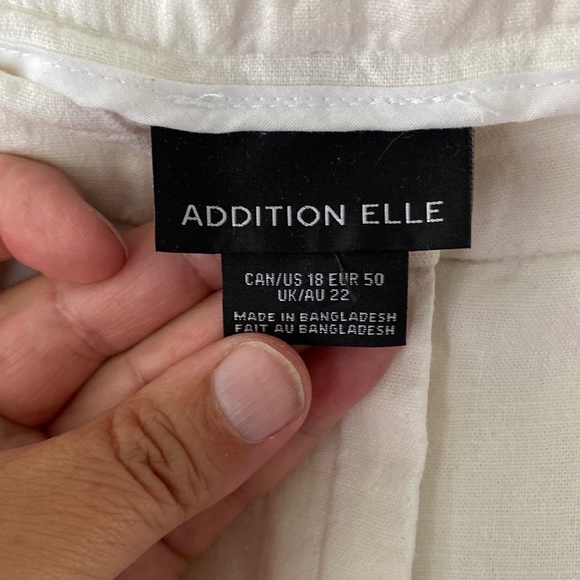 ADDITION ELLE
CAN/US 18 EUR 50
UK/AU 22
MADE IN BANGLADESH
FAIT AU BANGLADESH